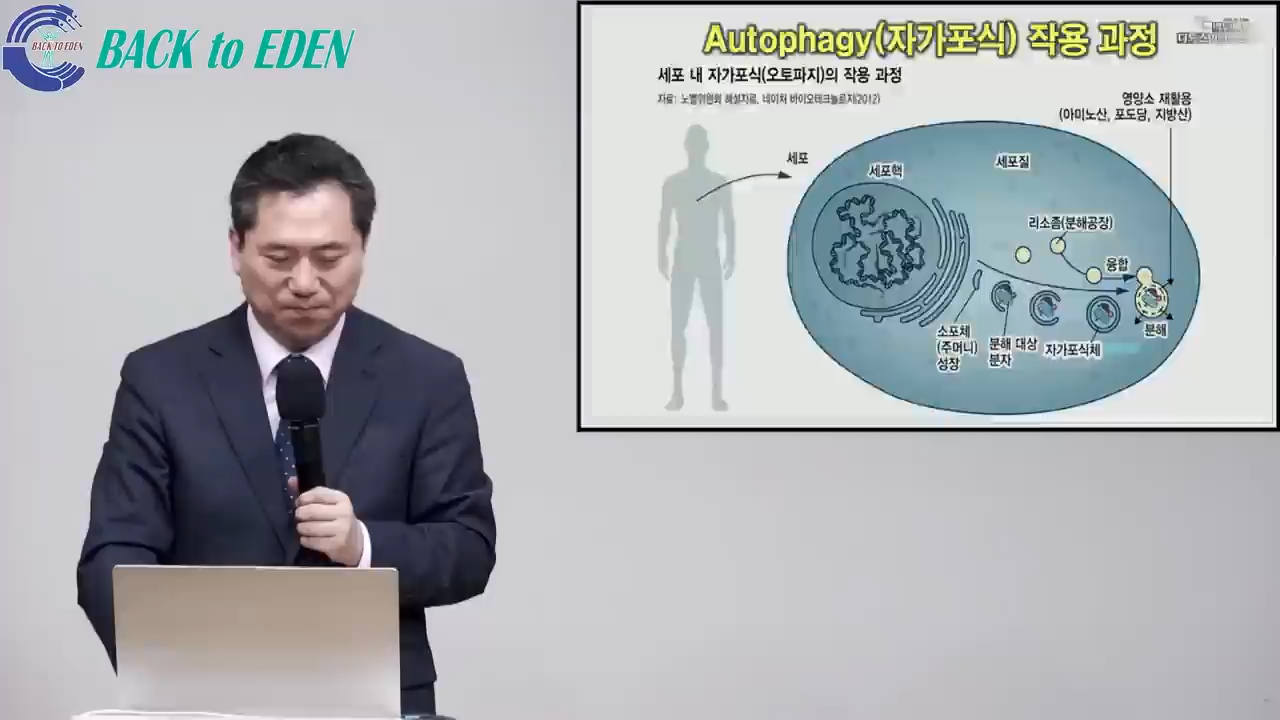 BACK TO EDEN
BACK to EDEN
Autophagy(자가포식) 작용 과정
세포 내 자가포식(오토파지)의 작용 과정
자료: 노벨위원회 해설자료, 네이처 바이오테크놀로지(2012)
영양소 재활용
(아미노산, 포도당, 지방산)
세포
세포핵
세포질
리소좀(분해공장)
융합
소포체
(주머니)
성장
분해 대상
분자
자가포식체
분해